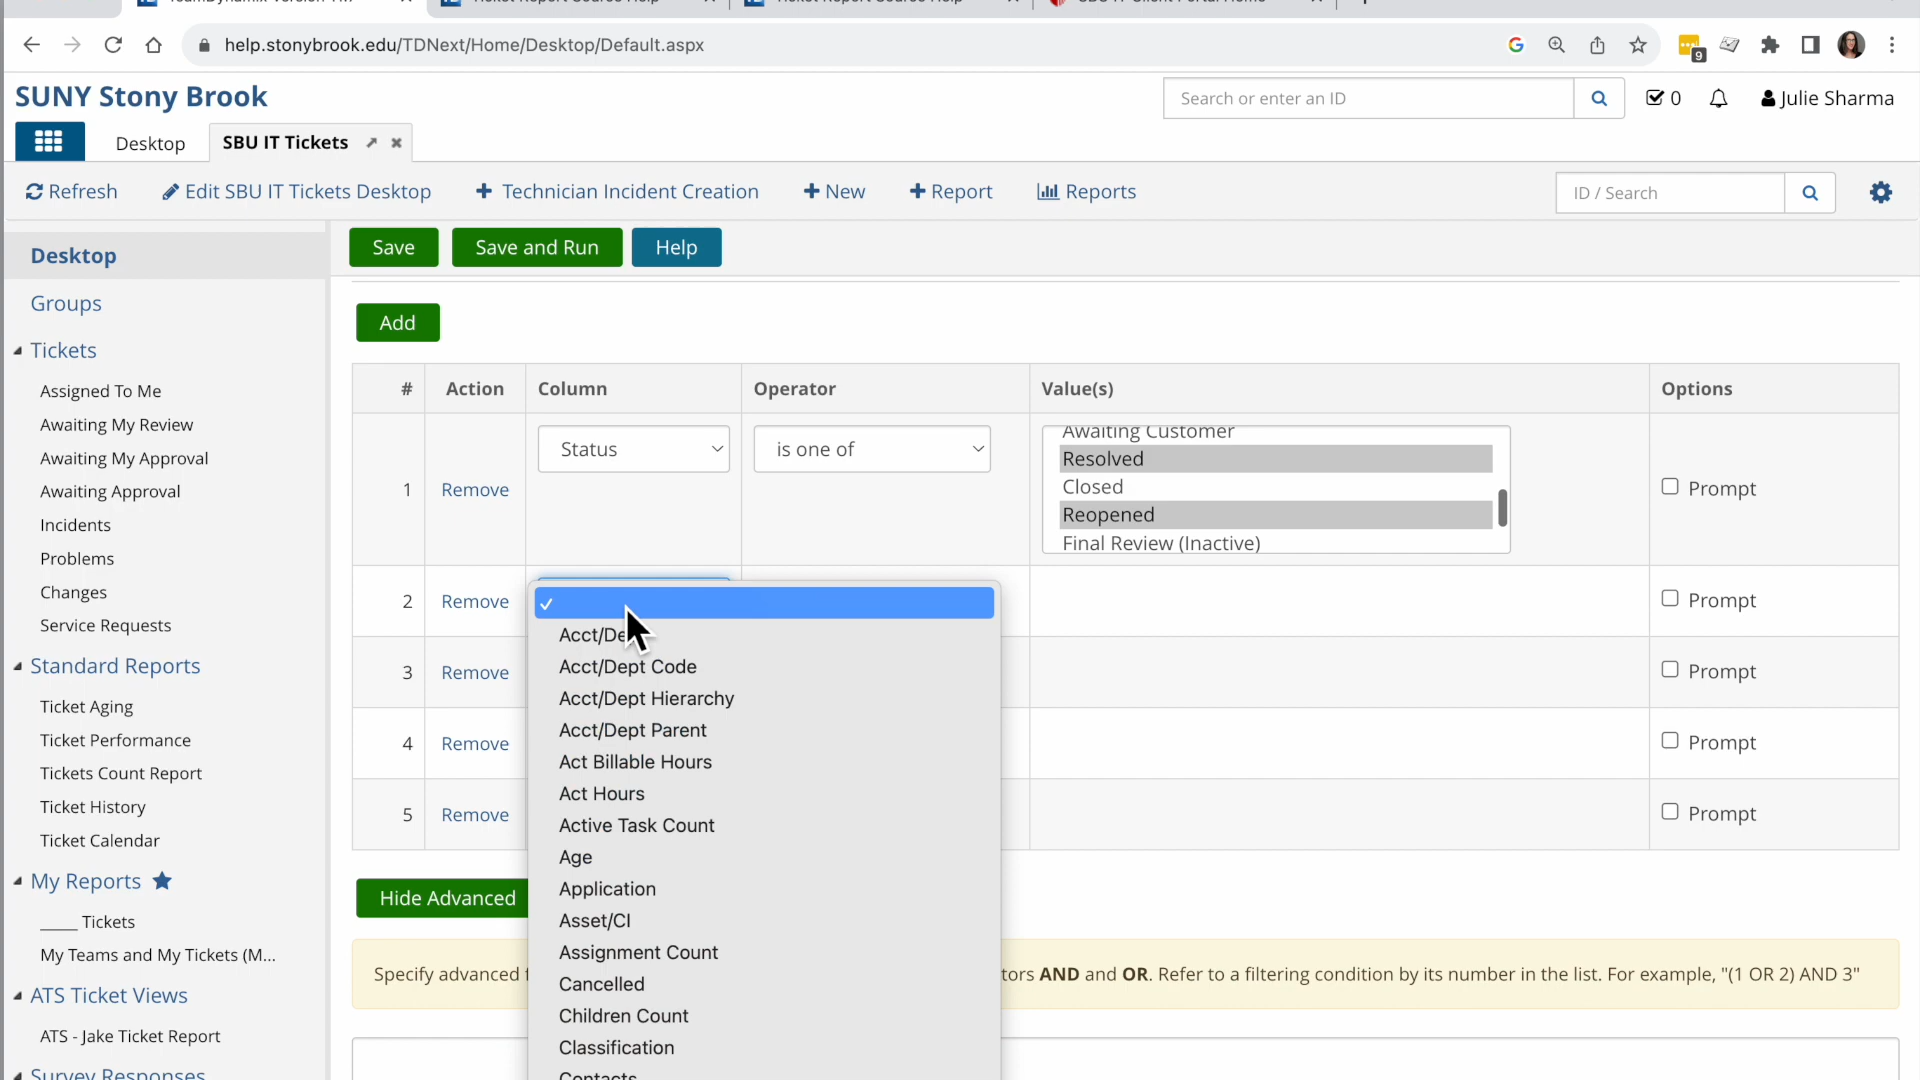 help.stonybrook.edu/TDNext/Home/Desktop/Default.aspx
9
SUNY Stony Brook
Search or enter an ID
0
Julie Sharma
Desktop
SBU IT Tickets
Refresh
Edit SBU IT Tickets Desktop
+ Technician Incident Creation
+ New
+ Report
Reports
ID / Search
Desktop
Groups
Tickets
Assigned To Me
Awaiting My Review
Awaiting My Approval
Awaiting Approval
Incidents
Problems
Changes
Service Requests
Standard Reports
Ticket Aging
Ticket Performance
Tickets Count Report
Ticket History
Ticket Calendar
My Reports
_____ Tickets
My Teams and My Tickets (M...
ATS Ticket Views
ATS - Jake Ticket Report
Survey Responses
Save
Save and Run
Help
Add
# Action Column Operator Value(s) Options
1 Remove Status is one of
Awaiting Customer
Resolved
Closed
Reopened
Final Review (Inactive)
Prompt
2 Remove Prompt
3 Remove Prompt
4 Remove Prompt
5 Remove Prompt
Acct/Dept Code
Acct/Dept Hierarchy
Acct/Dept Parent
Act Billable Hours
Act Hours
Active Task Count
Age
Application
Asset/CI
Assignment Count
Cancelled
Children Count
Classification
Contacts
Hide Advanced
Specify advanced
AND and OR. Refer to a filtering condition by its number in the list. For example, "(1 OR 2) AND 3"